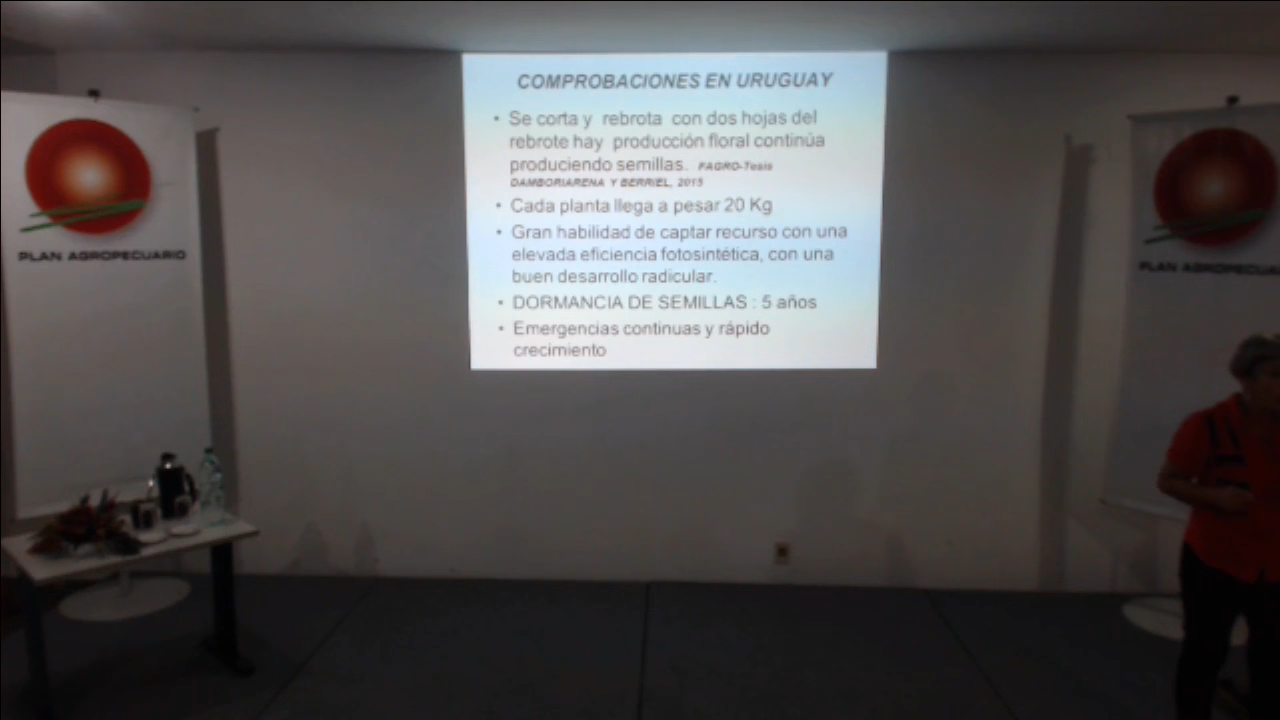 COMPROBACIONES EN URUGUAY
• Se corta y rebrota con dos hojas del
rebrote hay producción floral continúa
produciendo semillas. FAGRO-Tesis
DAMBORIARENA Y BERRIEL, 2015
• Cada planta llega a pesar 20 Kg
• Gran habilidad de captar recurso con una
elevada eficiencia fotosintética, con una
buen desarrollo radicular.
• DORMANCIA DE SEMILLAS : 5 años
• Emergencias continuas y rápido
crecimiento
PLAN AGROPECUARIO
PLAN AGROPECUA